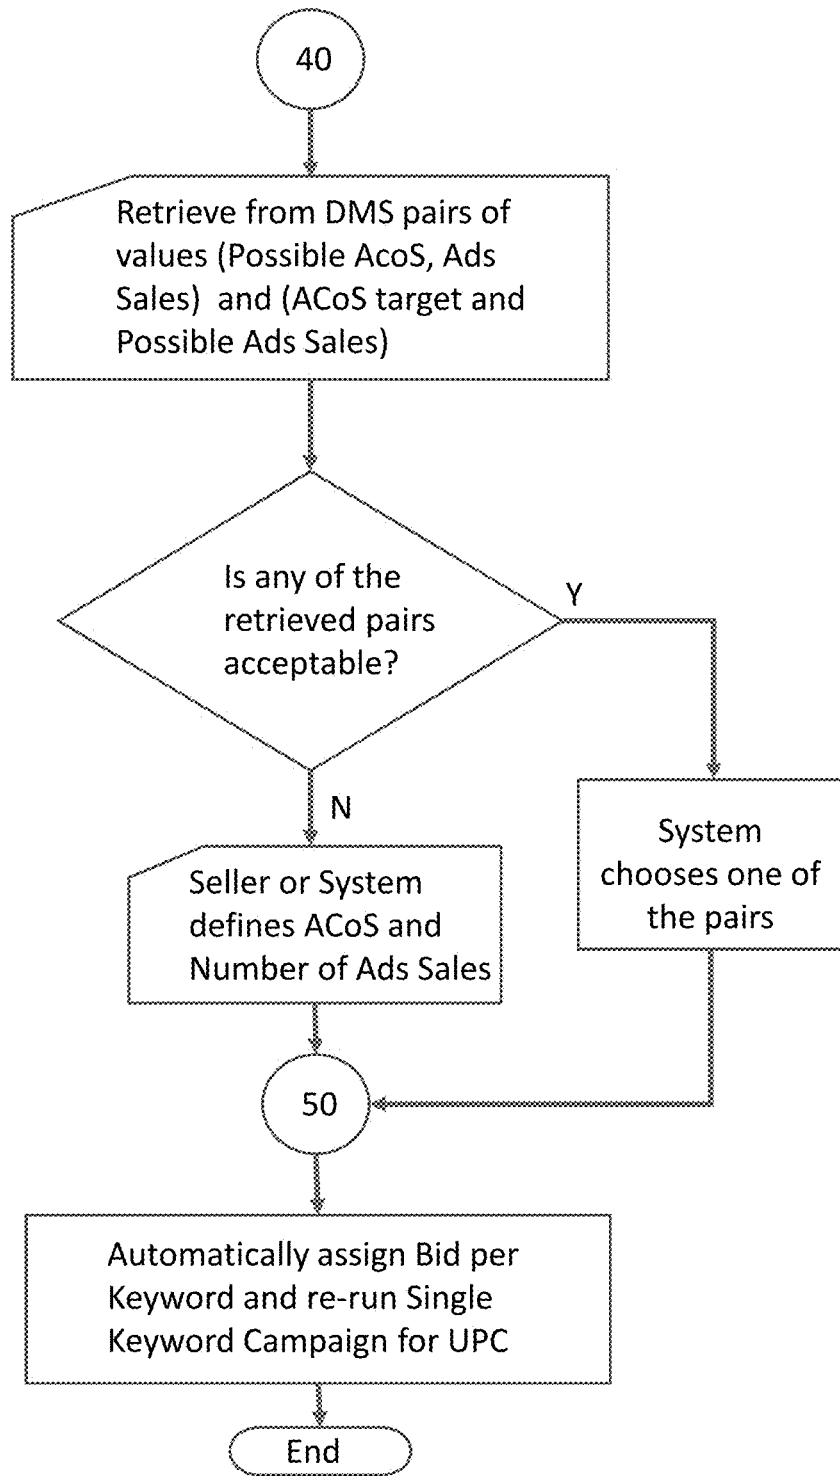 40
Retrieve from DMS pairs of
values (Possible AcoS, Ads
Sales) and (ACoS target and
Possible Ads Sales)
Is any of the
retrieved pairs
acceptable?
Y
N
System
chooses one of
the pairs
Seller or System
defines ACoS and
Number of Ads Sales
50
Automatically assign Bid per
Keyword and re-run Single
Keyword Campaign for UPC
End